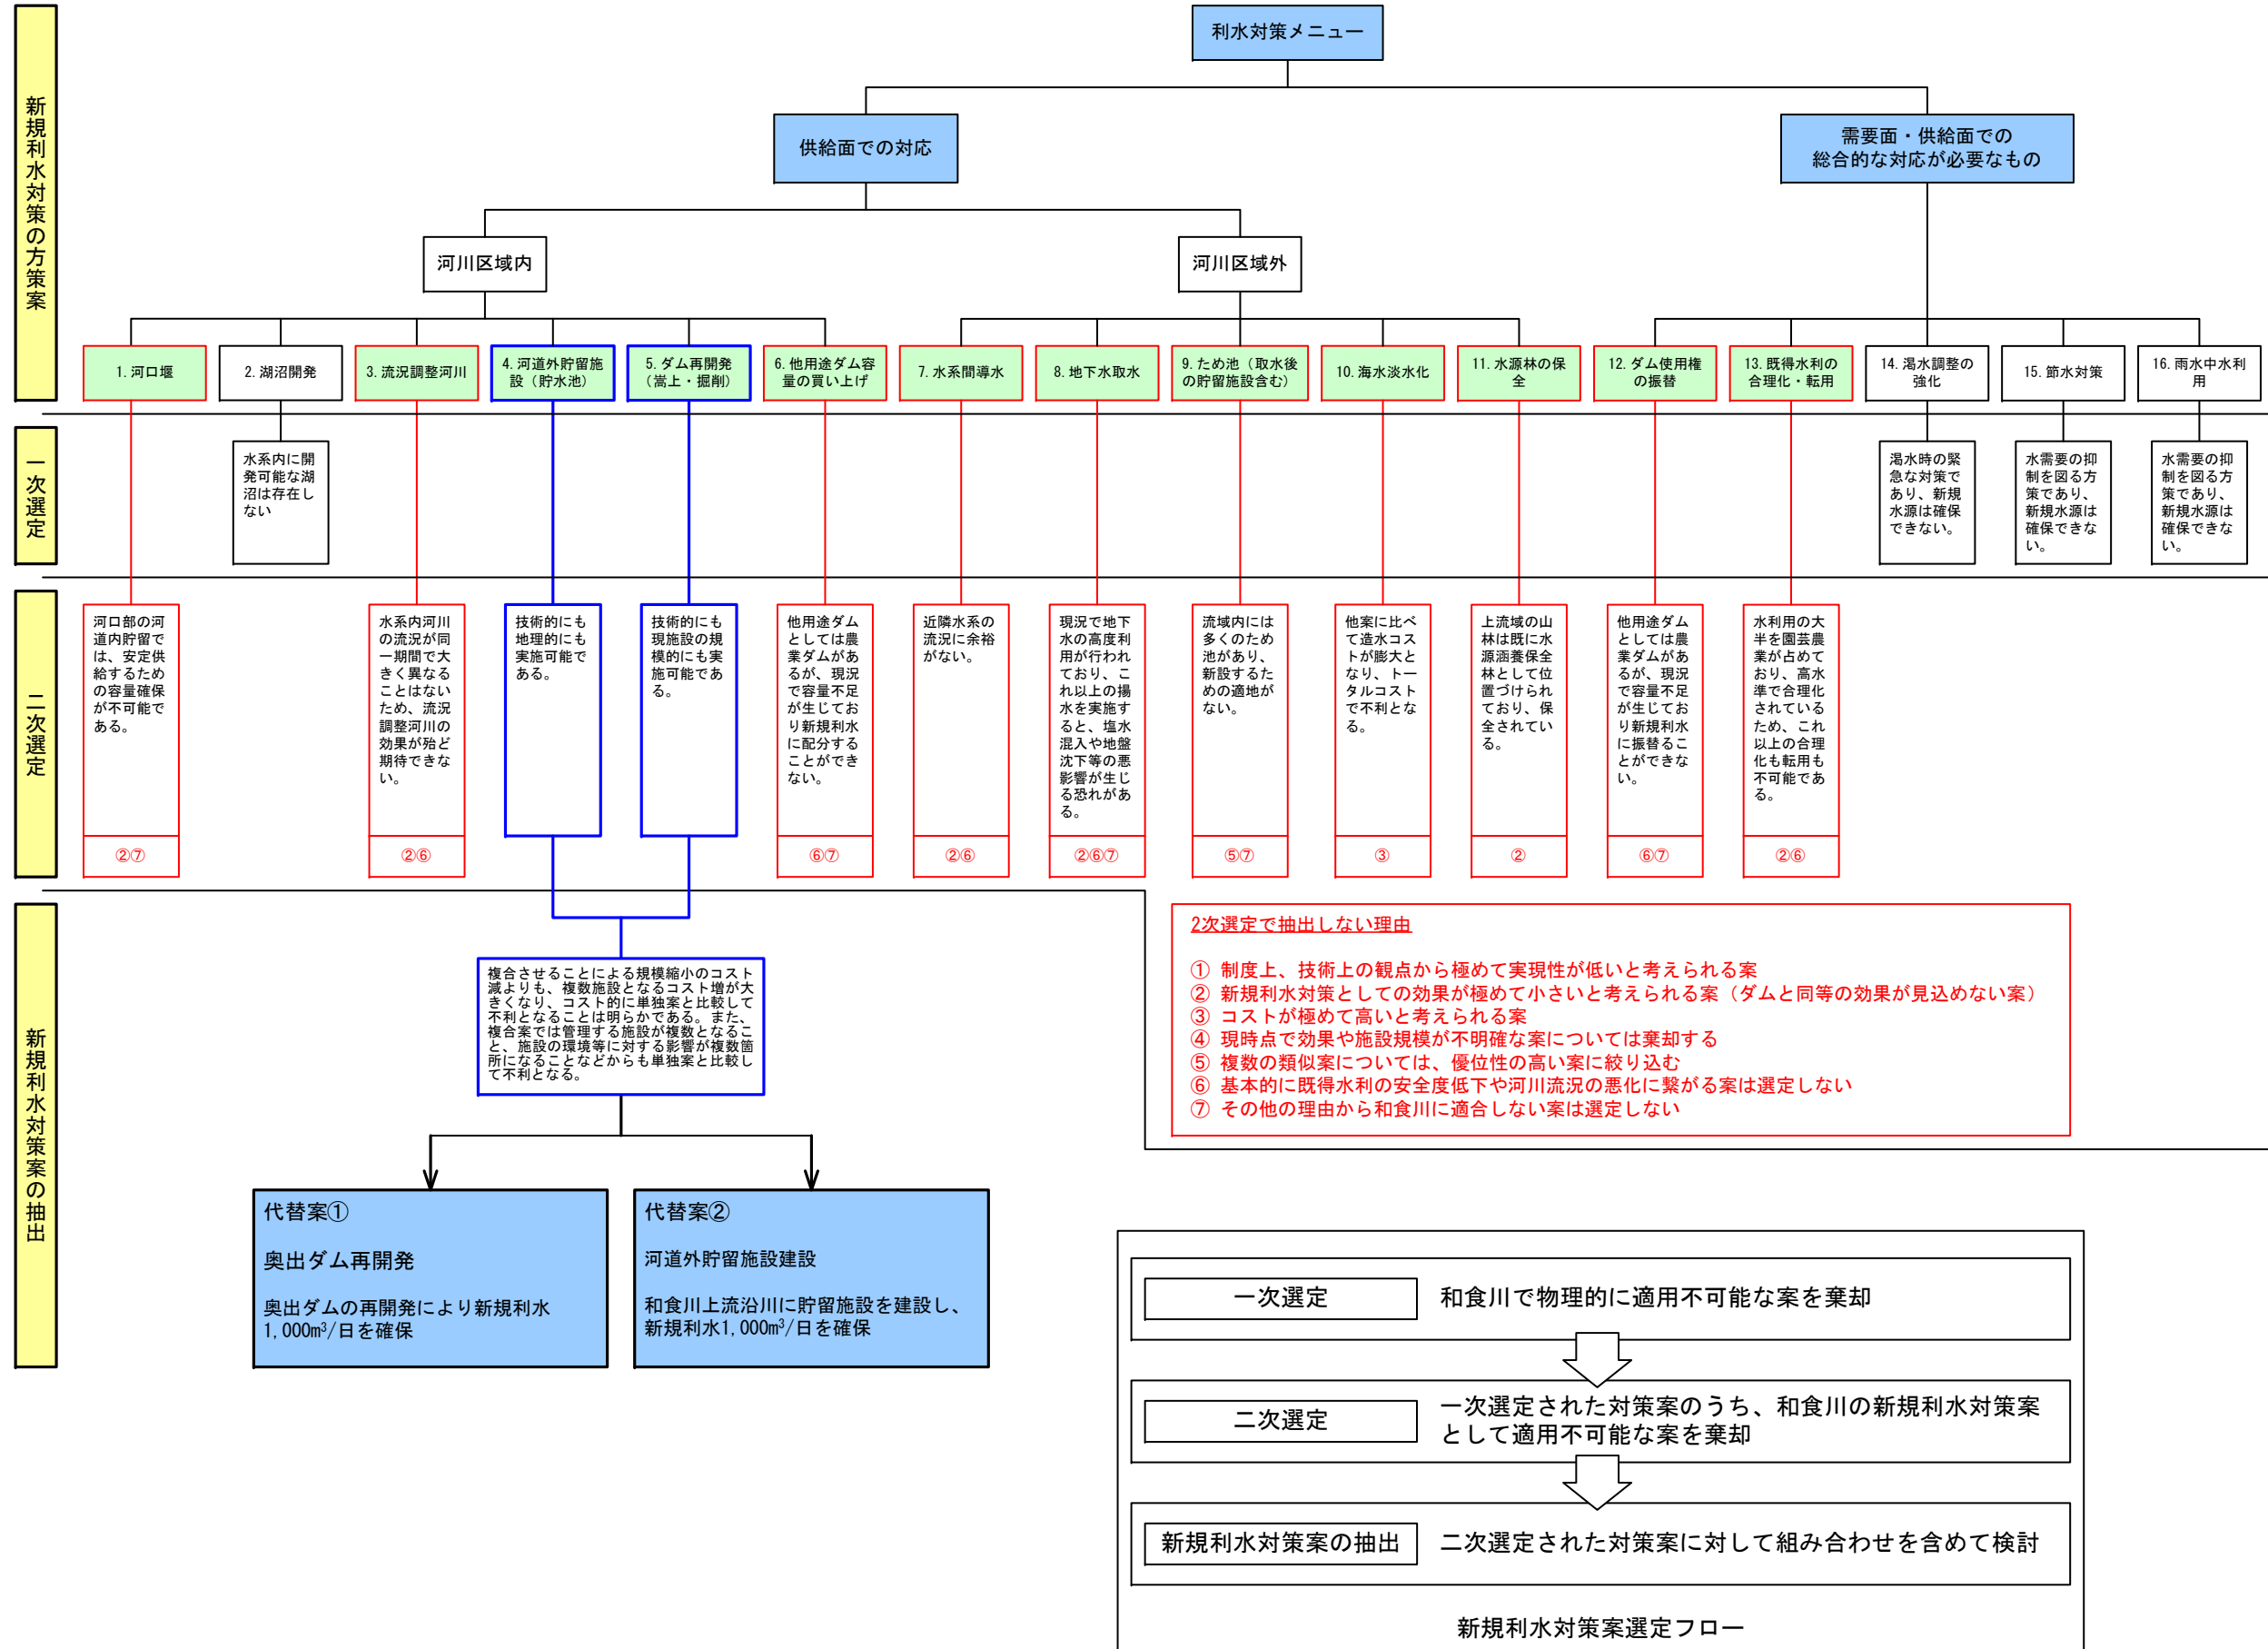 利水対策メニュー
供給面での対応
需要面・供給面での
総合的な対応が必要なもの
河川区域内
河川区域外
新規利水対策の方策案
1.河口堰
2.湖沼開発
3.流況調整河川
4.河道外貯留施
設（貯水池）
5.ダム再開発
（嵩上・掘削）
6.他用途ダム容
量の買い上げ
7.水系間導水
8.地下水取水
9.ため池（取水後
の貯留施設含む）
10.海水淡水化
11.水源林の保
全
12.ダム使用権
の振替
13.既得水利の
合理化・転用
14.渇水調整の
強化
15.節水対策
16.雨水中水利
用
一次選定
水系内に開
発可能な湖
沼は存在し
ない
渇水時の緊
急な対策で
あり、新規
水源は確保
できない。
水需要の抑
制を図る方
策であり、
新規水源は
確保できな
い。
水需要の抑
制を図る方
策であり、
新規水源は
確保できな
い。
二次選定
河口部の河
道内貯留で
は、安定供
給するため
の容量確保
が不可能で
ある。
②⑦
水系内河川
の流況が同
一期間で大
きく異なる
ことはない
ため、流況
調整河川の
効果が殆ど
期待できな
い。
②⑥
技術的にも
地理的にも
実施可能で
ある。
技術的にも
現施設の規
模的にも実
施可能であ
る。
他用途ダム
としては農
業ダムがあ
るが、現況
で容量不足
が生じてお
り新規利水
に配分する
ことができ
ない。
⑥⑦
近隣水系の
流況に余裕
がない。
②⑥
現況で地下
水の高度利
用が行われ
ており、こ
れ以上の揚
水を実施す
ると、塩水
混入や地盤
沈下等の悪
影響が生じ
る恐れがあ
る。
②⑥⑦
流域内には
多くのため
池があり、
新設するた
めの適地が
ない。
⑤⑦
他案に比べ
て造水コス
トが膨大と
なり、トー
タルコスト
で不利とな
る。
③
上流域の山
林は既に水
源涵養保全
林として位
置づけられ
ており、保
全されてい
る。
②
他用途ダム
としては農
業ダムがあ
るが、現況
で容量不足
が生じてお
り新規利水
に振替るこ
とができな
い。
⑥⑦
水利用の大
半を園芸農
業が占めて
おり、高水
準で合理化
されている
ため、これ
以上の合理
化も転用も
不可能であ
る。
②⑥
新規利水対策案の抽出
複合させることによる規模縮小のコスト
減よりも、複数施設となるコスト増が大
きくなり、コスト的に単独案と比較して
不利となることは明らかである。また、
複合案では管理する施設が複数となるこ
と、施設の環境等に対する影響が複数箇
所になることなどからも単独案と比較し
て不利となる。
代替案①
奥出ダム再開発
奥出ダムの再開発により新規利水
1,000m³/日を確保
代替案②
河道外貯留施設建設
和食川上流沿川に貯留施設を建設し、
新規利水1,000m³/日を確保
2次選定で抽出しない理由
① 制度上、技術上の観点から極めて実現性が低いと考えられる案
② 新規利水対策としての効果が極めて小さいと考えられる案（ダムと同等の効果が見込めない案）
③ コストが極めて高いと考えられる案
④ 現時点で効果や施設規模が不明確な案については棄却する
⑤ 複数の類似案については、優位性の高い案に絞り込む
⑥ 基本的に既得水利の安全度低下や河川流況の悪化に繋がる案は選定しない
⑦ その他の理由から和食川に適合しない案は選定しない
一次選定
和食川で物理的に適用不可能な案を棄却
二次選定
一次選定された対策案のうち、和食川の新規利水対策案
として適用不可能な案を棄却
新規利水対策案の抽出
二次選定された対策案に対して組み合わせを含めて検討
新規利水対策案選定フロー